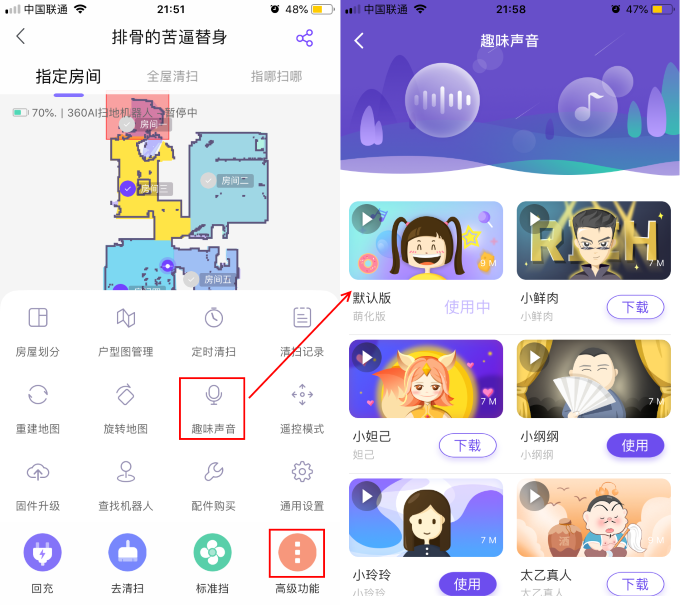 中国联通
21:51
48%
排骨的苦逼替身
指定房间
全屋清扫
指哪扫哪
70%. | 360AI扫地机器人 - 暂停中
房间一
房间二
房间三
房间五
房屋划分
户型图管理
定时清扫
清扫记录
重建地图
旋转地图
趣味声音
遥控模式
固件升级
查找机器人
配件购买
通用设置
回充
去清扫
标准挡
高级功能
中国联通
21:58
47%
趣味声音
9 M
RICH
9 M
默认版
萌化版
使用中
小鲜肉
小鲜肉
下载
7 M
7 M
小妲己
妲己
下载
小纲纲
小纲纲
使用
7 M
酒
7 M
小玲玲
小玲玲
使用
太乙真人
太乙真人
下载